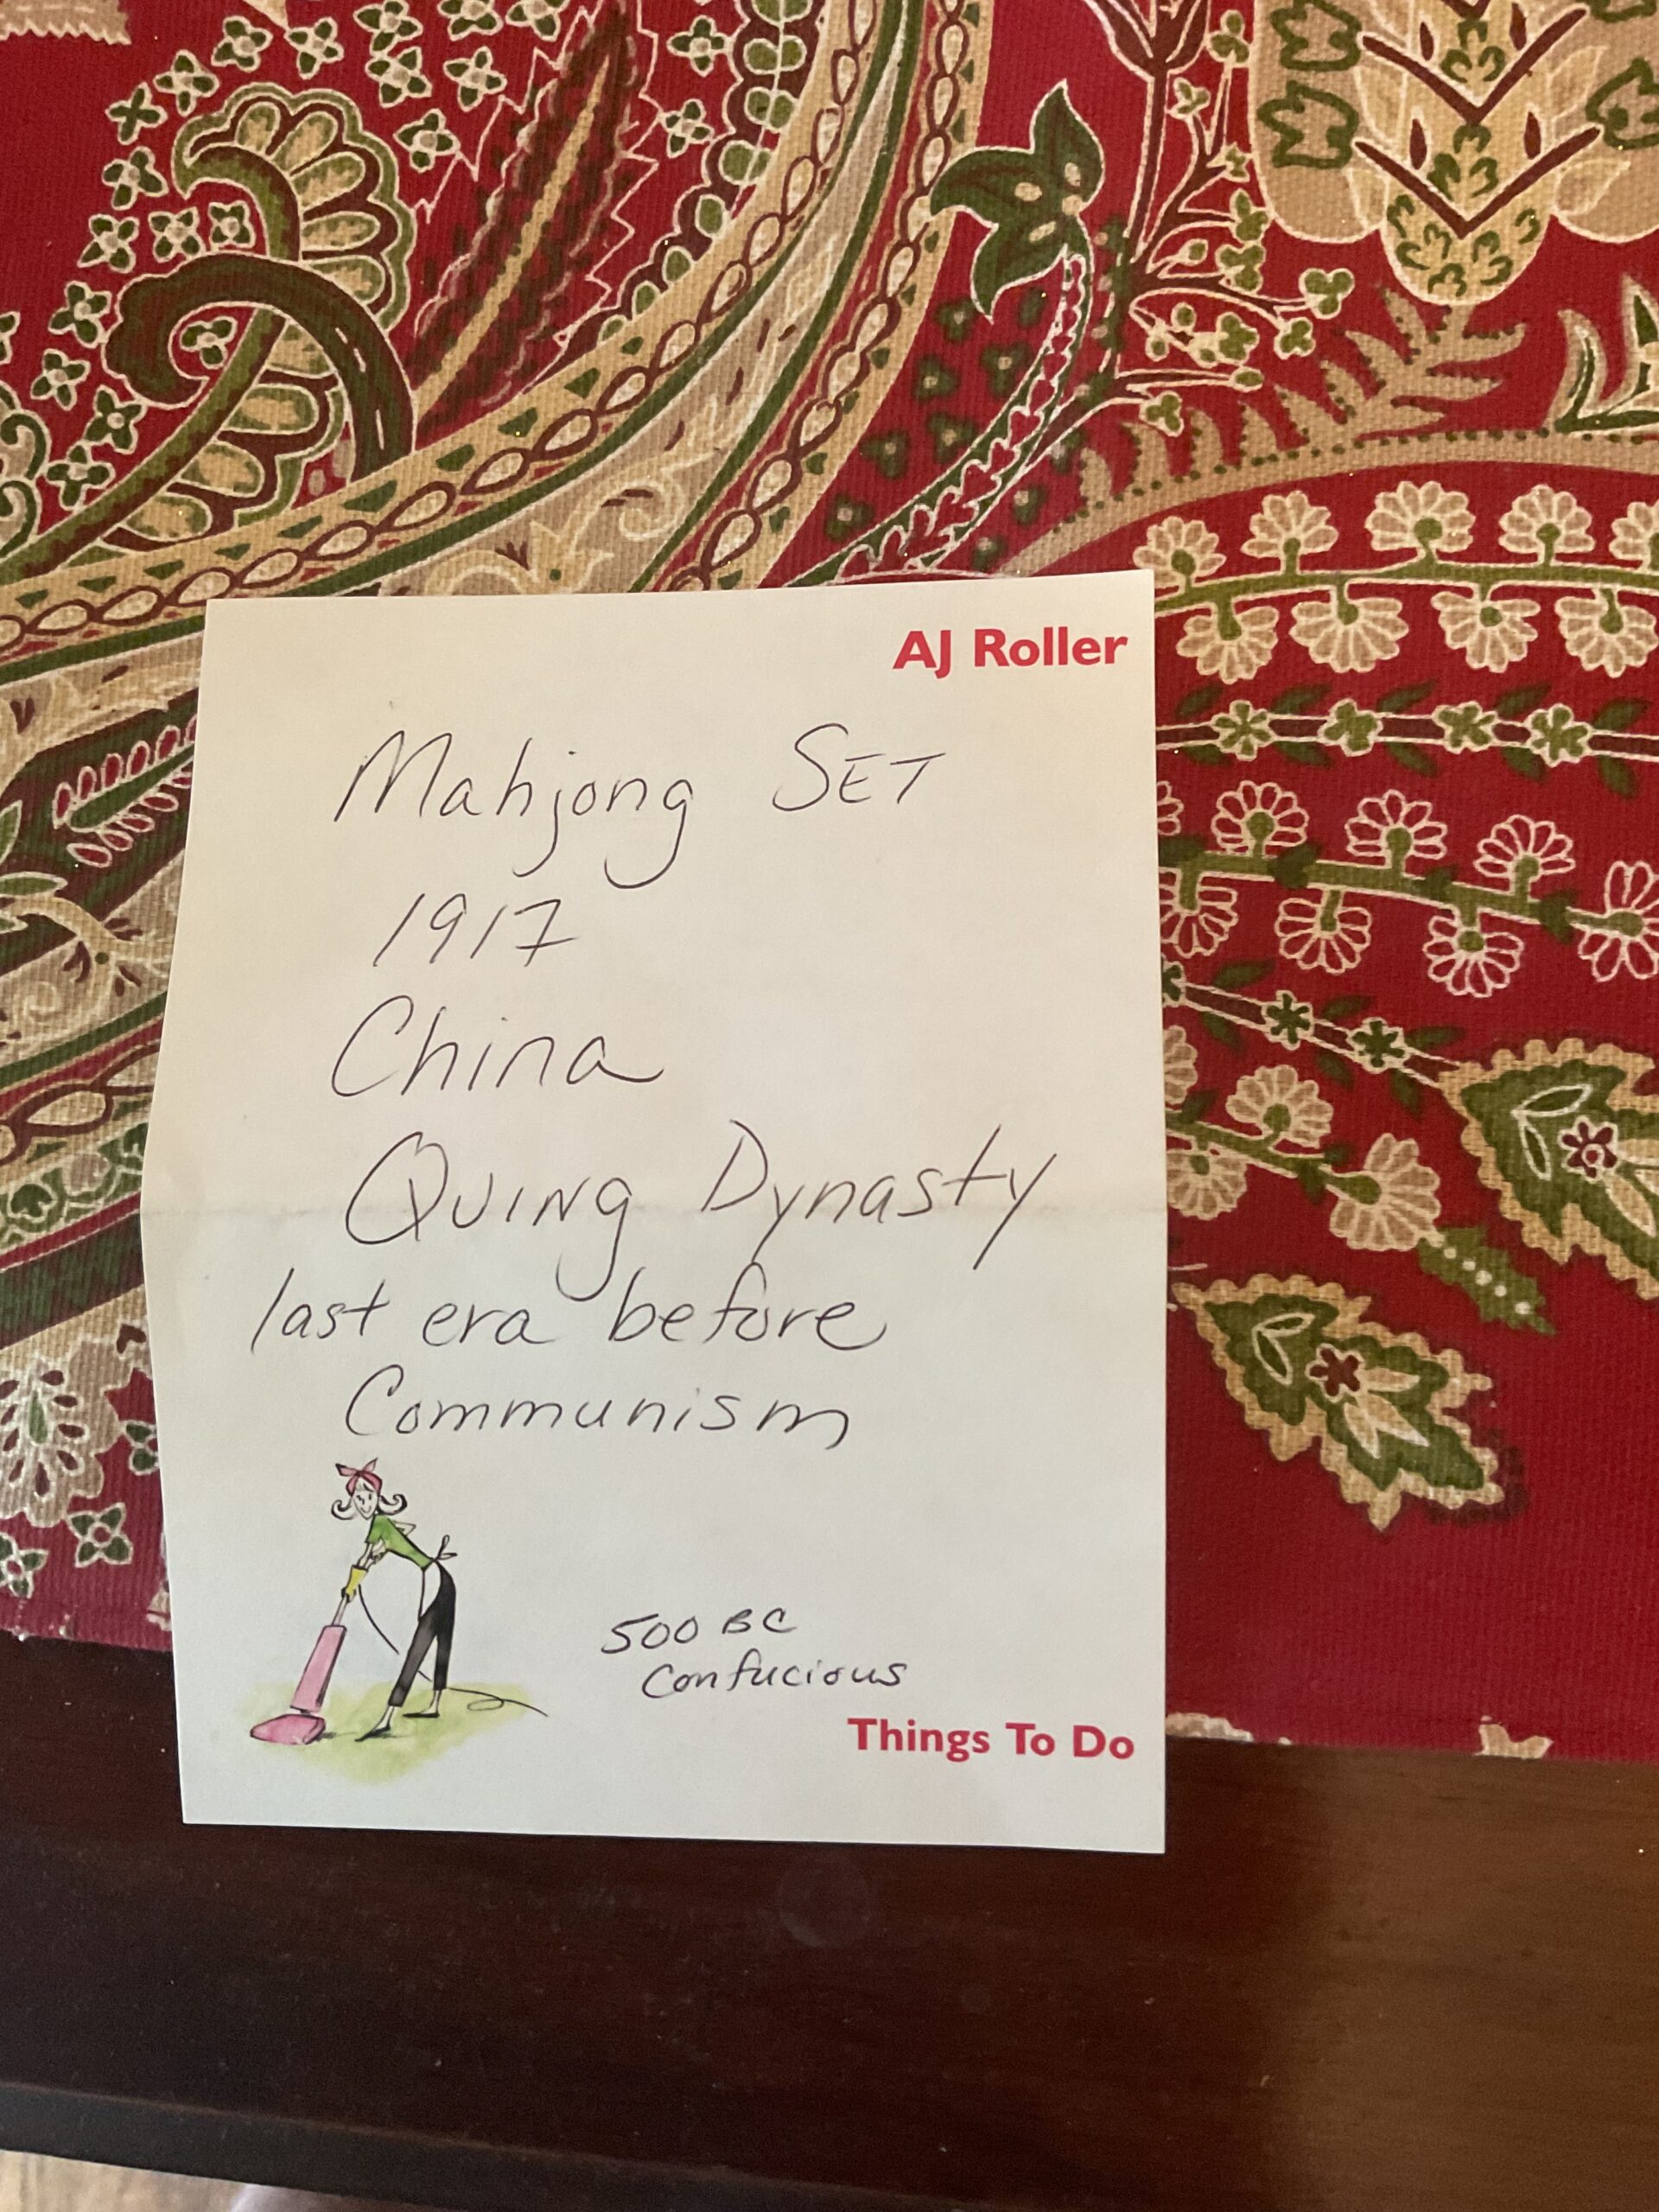 AJ Roller
Mahjong SET
1917
China
QUING Dynasty
last era before
Communism
500 BC
Confucious
Things To Do